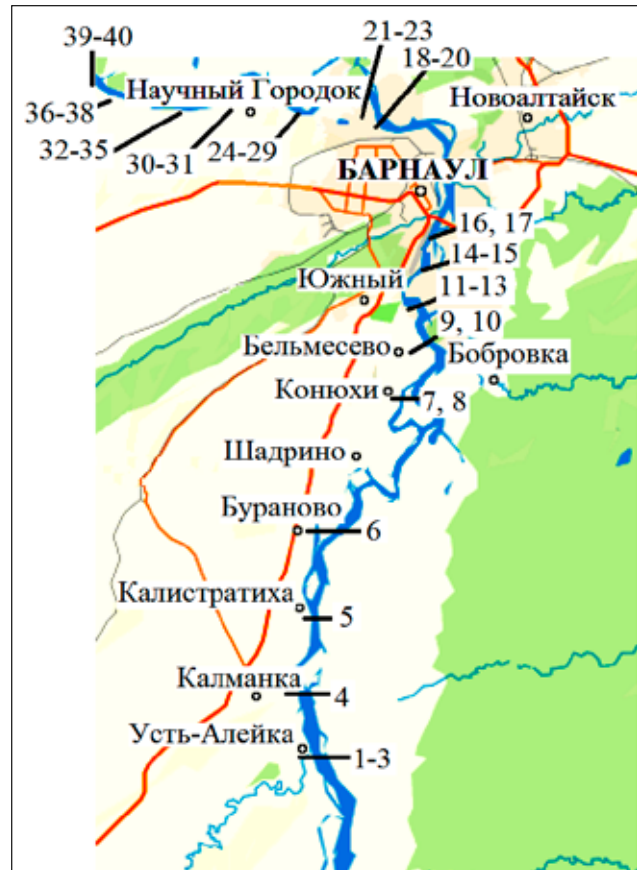 39-40
21-23
18-20
Научный Городок
Новоалтайск
36-38
32-35
30-31
24-29
БАРНАУЛ
16, 17
14-15
Южный
11-13
9, 10
Бельмесево
Бобровка
Конюхи
7, 8
Шадрино
Бураново
6
Калистратиха
5
Калманка
4
Усть-Алейка
1-3